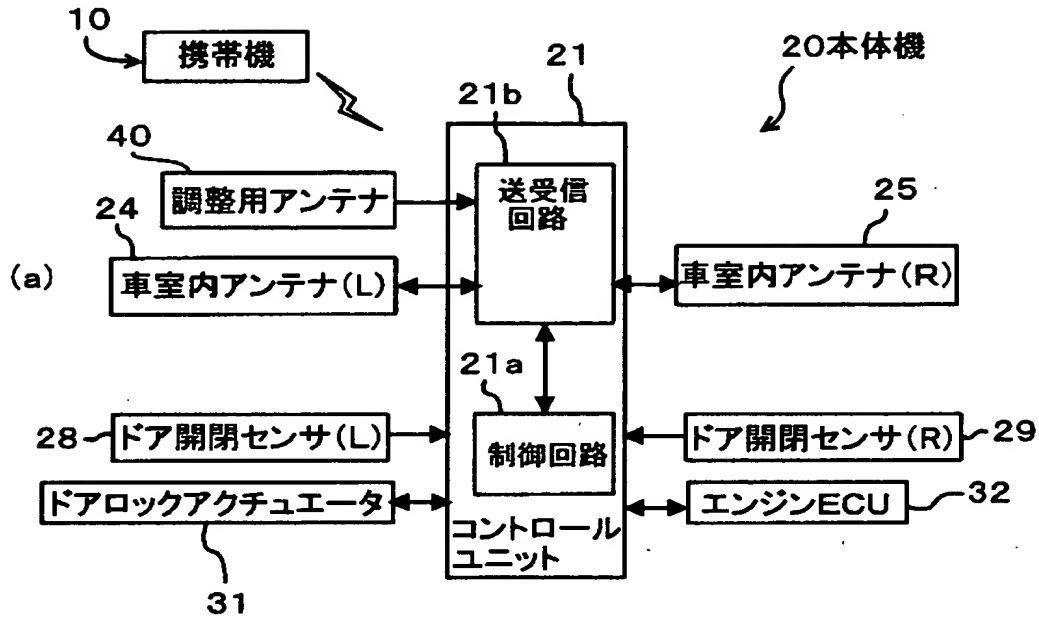 10
携帯機
21
20本体機
21b
40
送受信
回路
調整用アンテナ
24
25
(a)
車室内アンテナ(L)
車室内アンテナ(R)
21a
28
ドア開閉センサ(L)
制御回路
ドア開閉センサ(R)
29
ドアロックアクチュエータ
エンジンECU
32
コントロール
ユニット
31